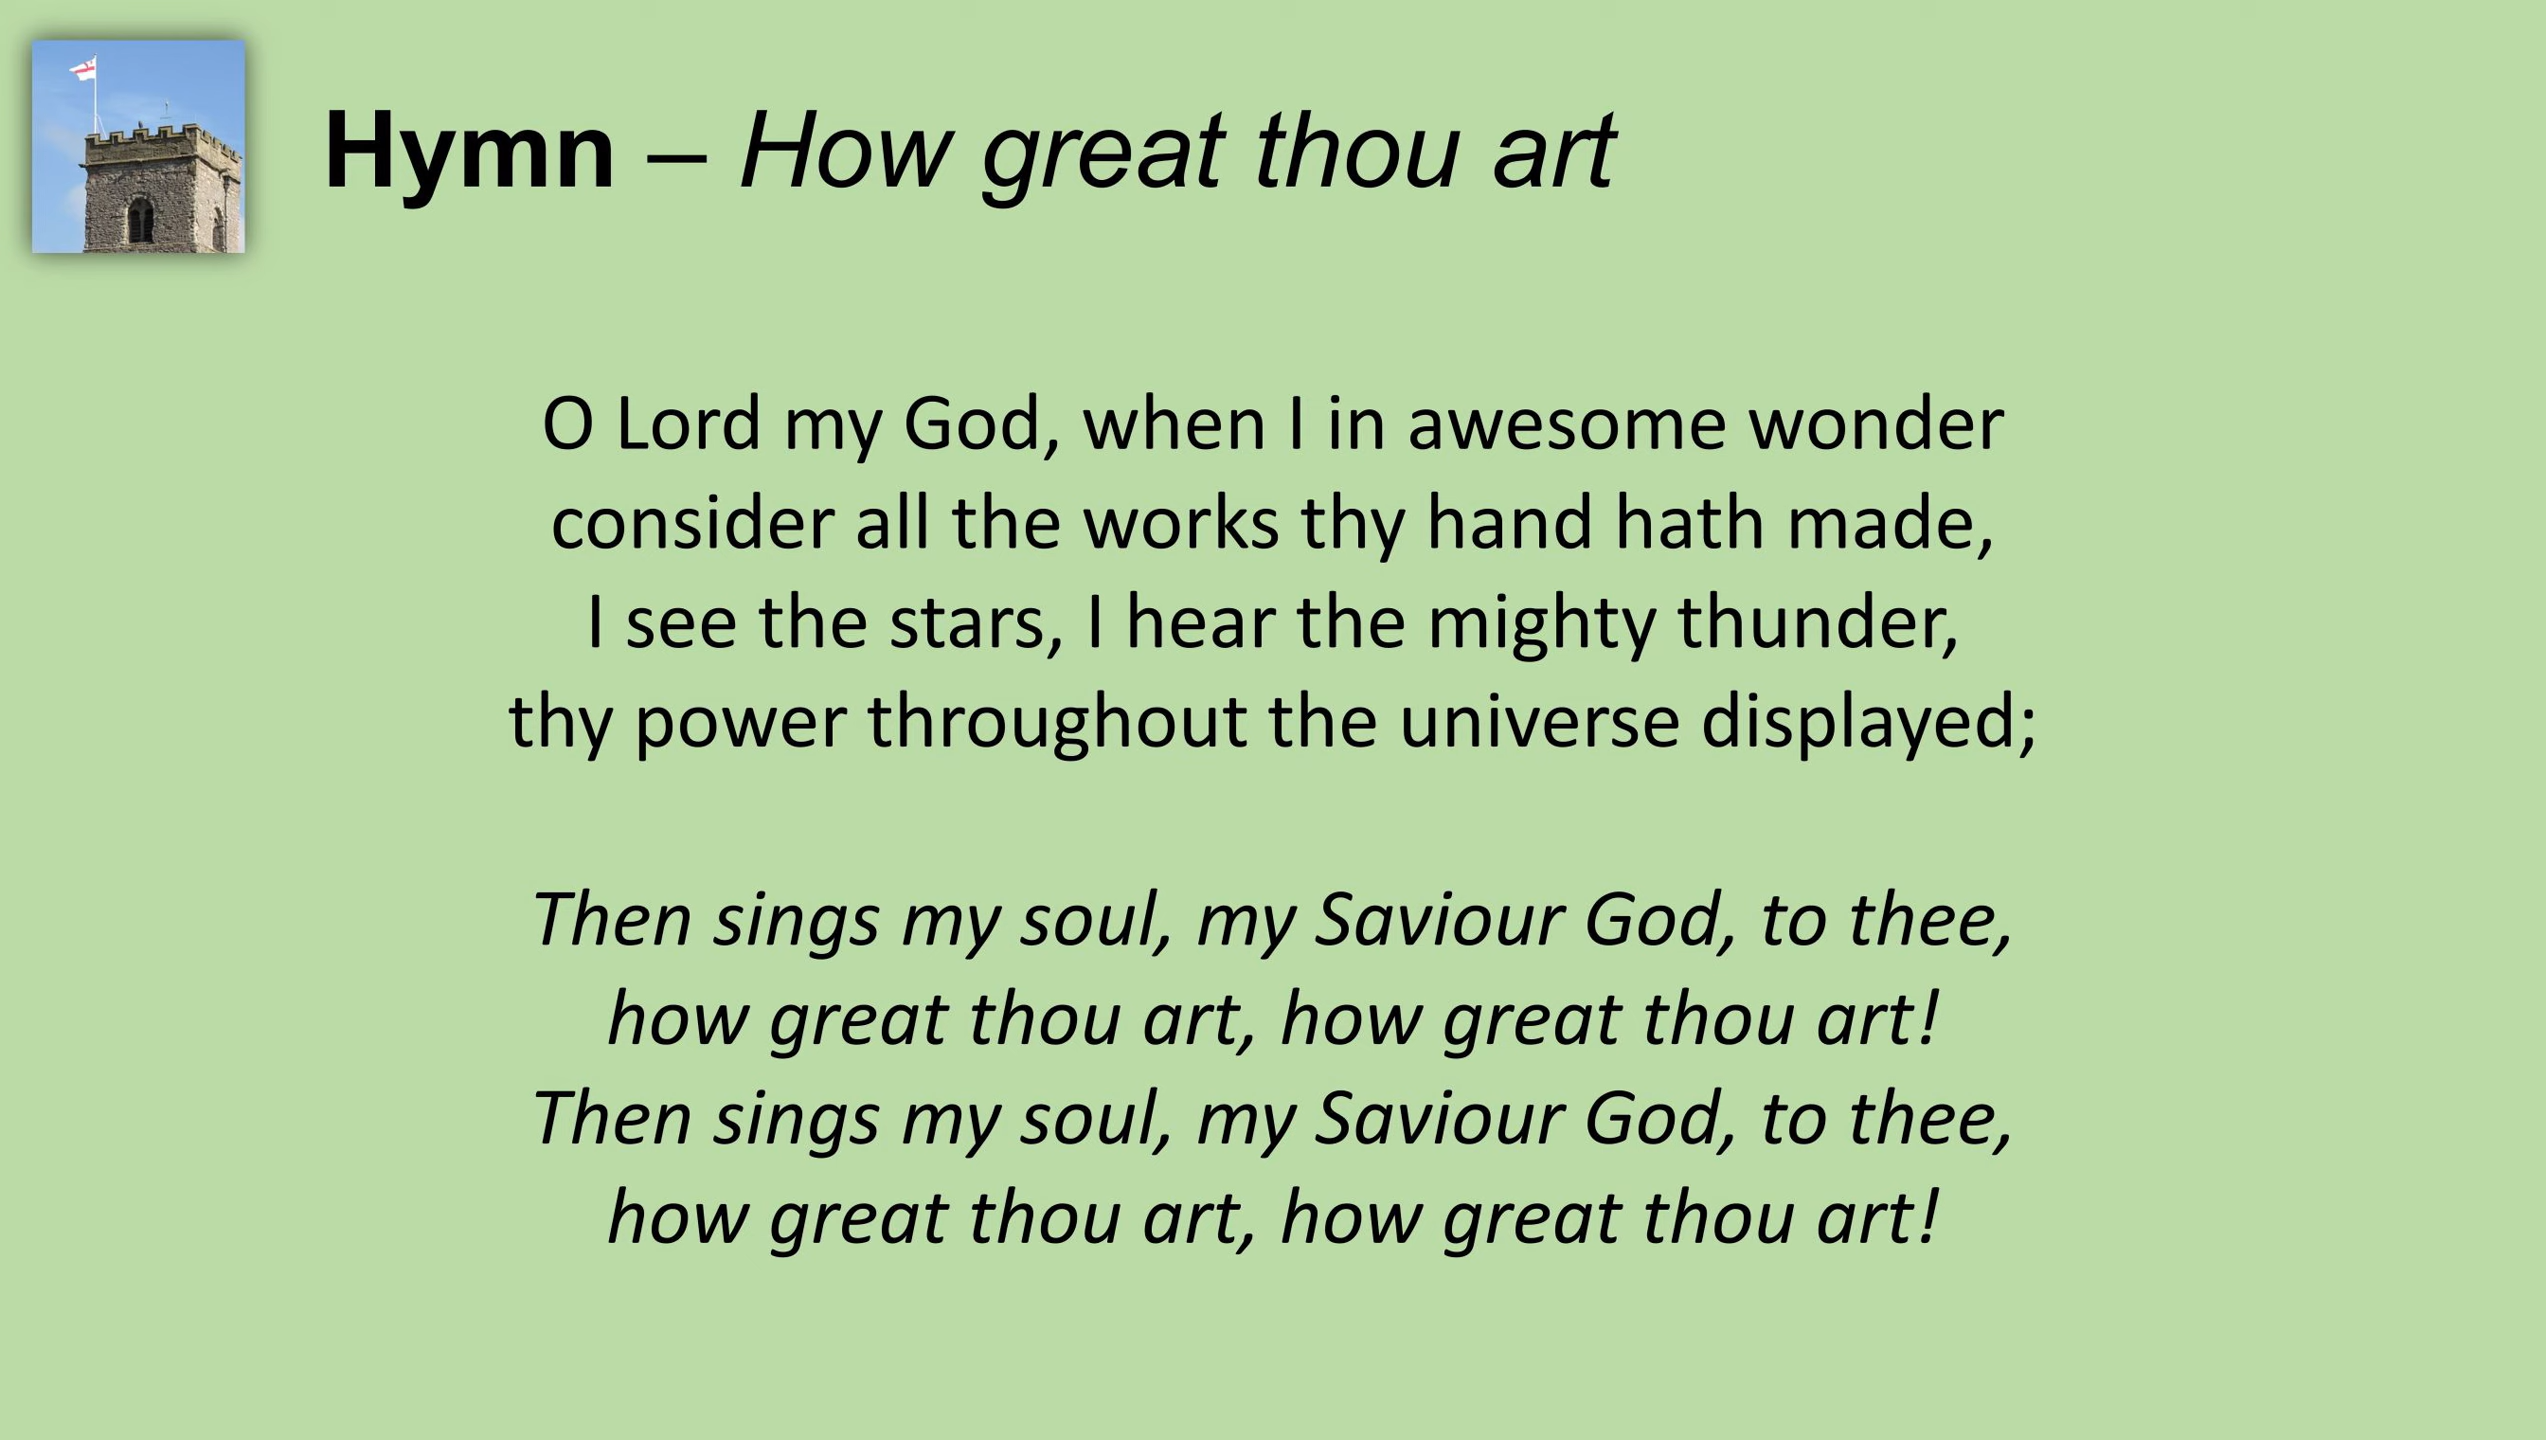 Hymn – How great thou art
O Lord my God, when I in awesome wonder
consider all the works thy hand hath made,
I see the stars, I hear the mighty thunder,
thy power throughout the universe displayed;
Then sings my soul, my Saviour God, to thee,
how great thou art, how great thou art!
Then sings my soul, my Saviour God, to thee,
how great thou art, how great thou art!